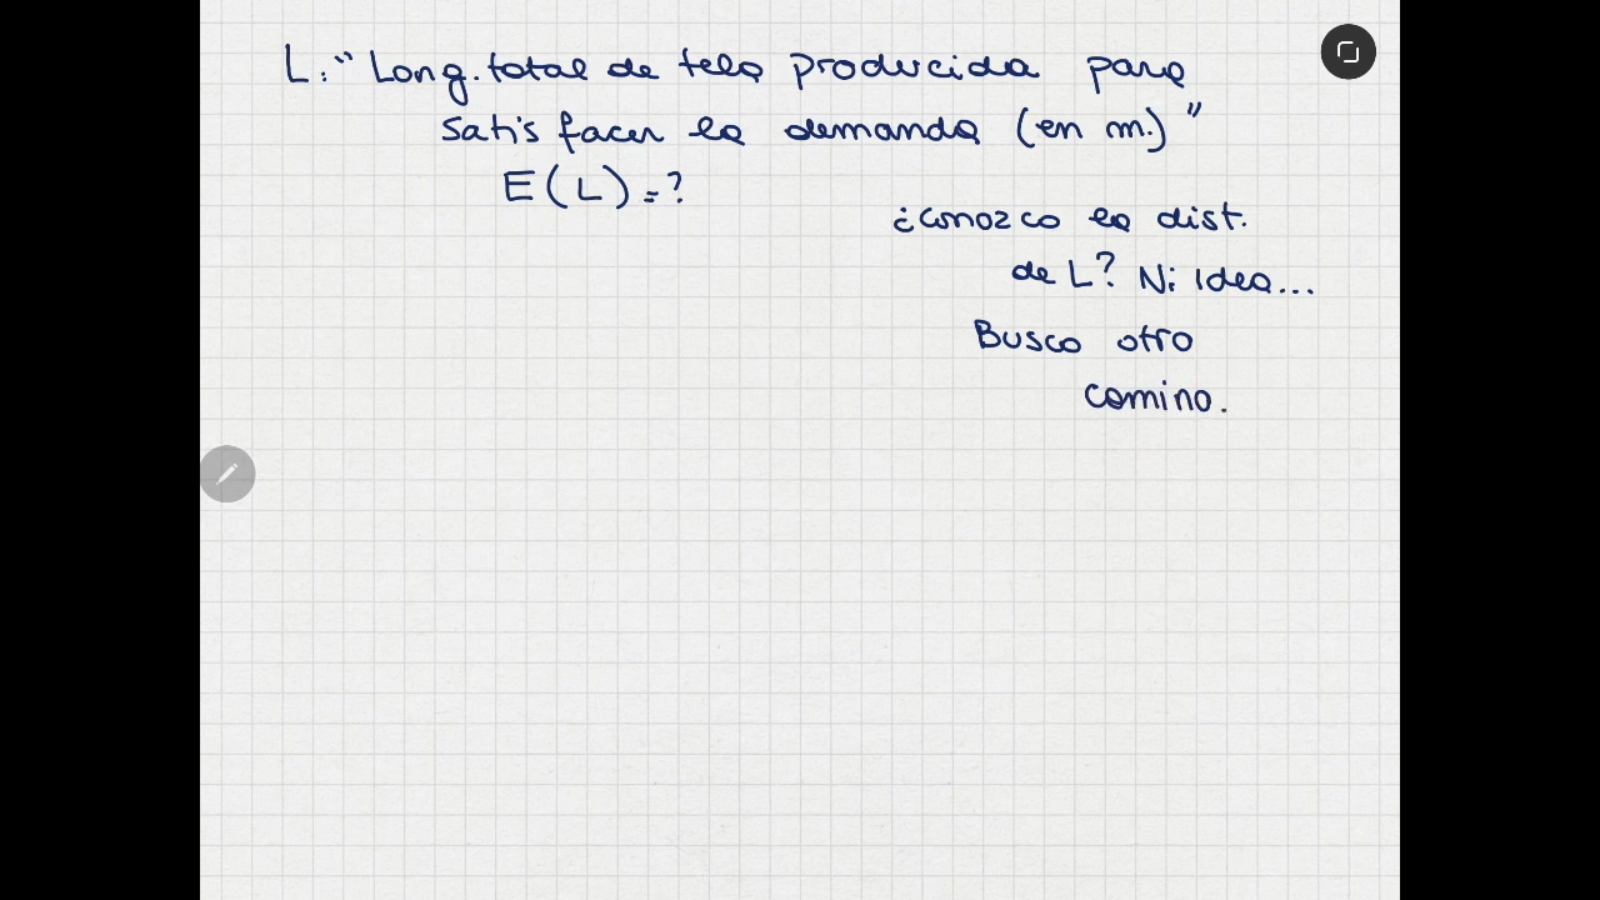 L: "Long. total de tela producida para
satisfacer la demanda (en m.)"
E(L) = ?
¿Conozco la dist.
de L? Ni idea...
Busco otro
camino.